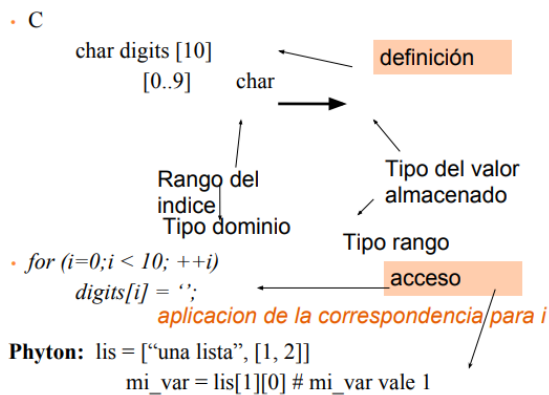 • C
char digits [10]
definición
[0..9] char
Rango del
indice
Tipo dominio
Tipo del valor
almacenado
Tipo rango
• for (i=0;i < 10; ++i)
acceso
digits[i] = ‘’;
aplicacion de la correspondencia para i
Phyton: lis = [“una lista”, [1, 2]]
mi_var = lis[1][0] # mi_var vale 1